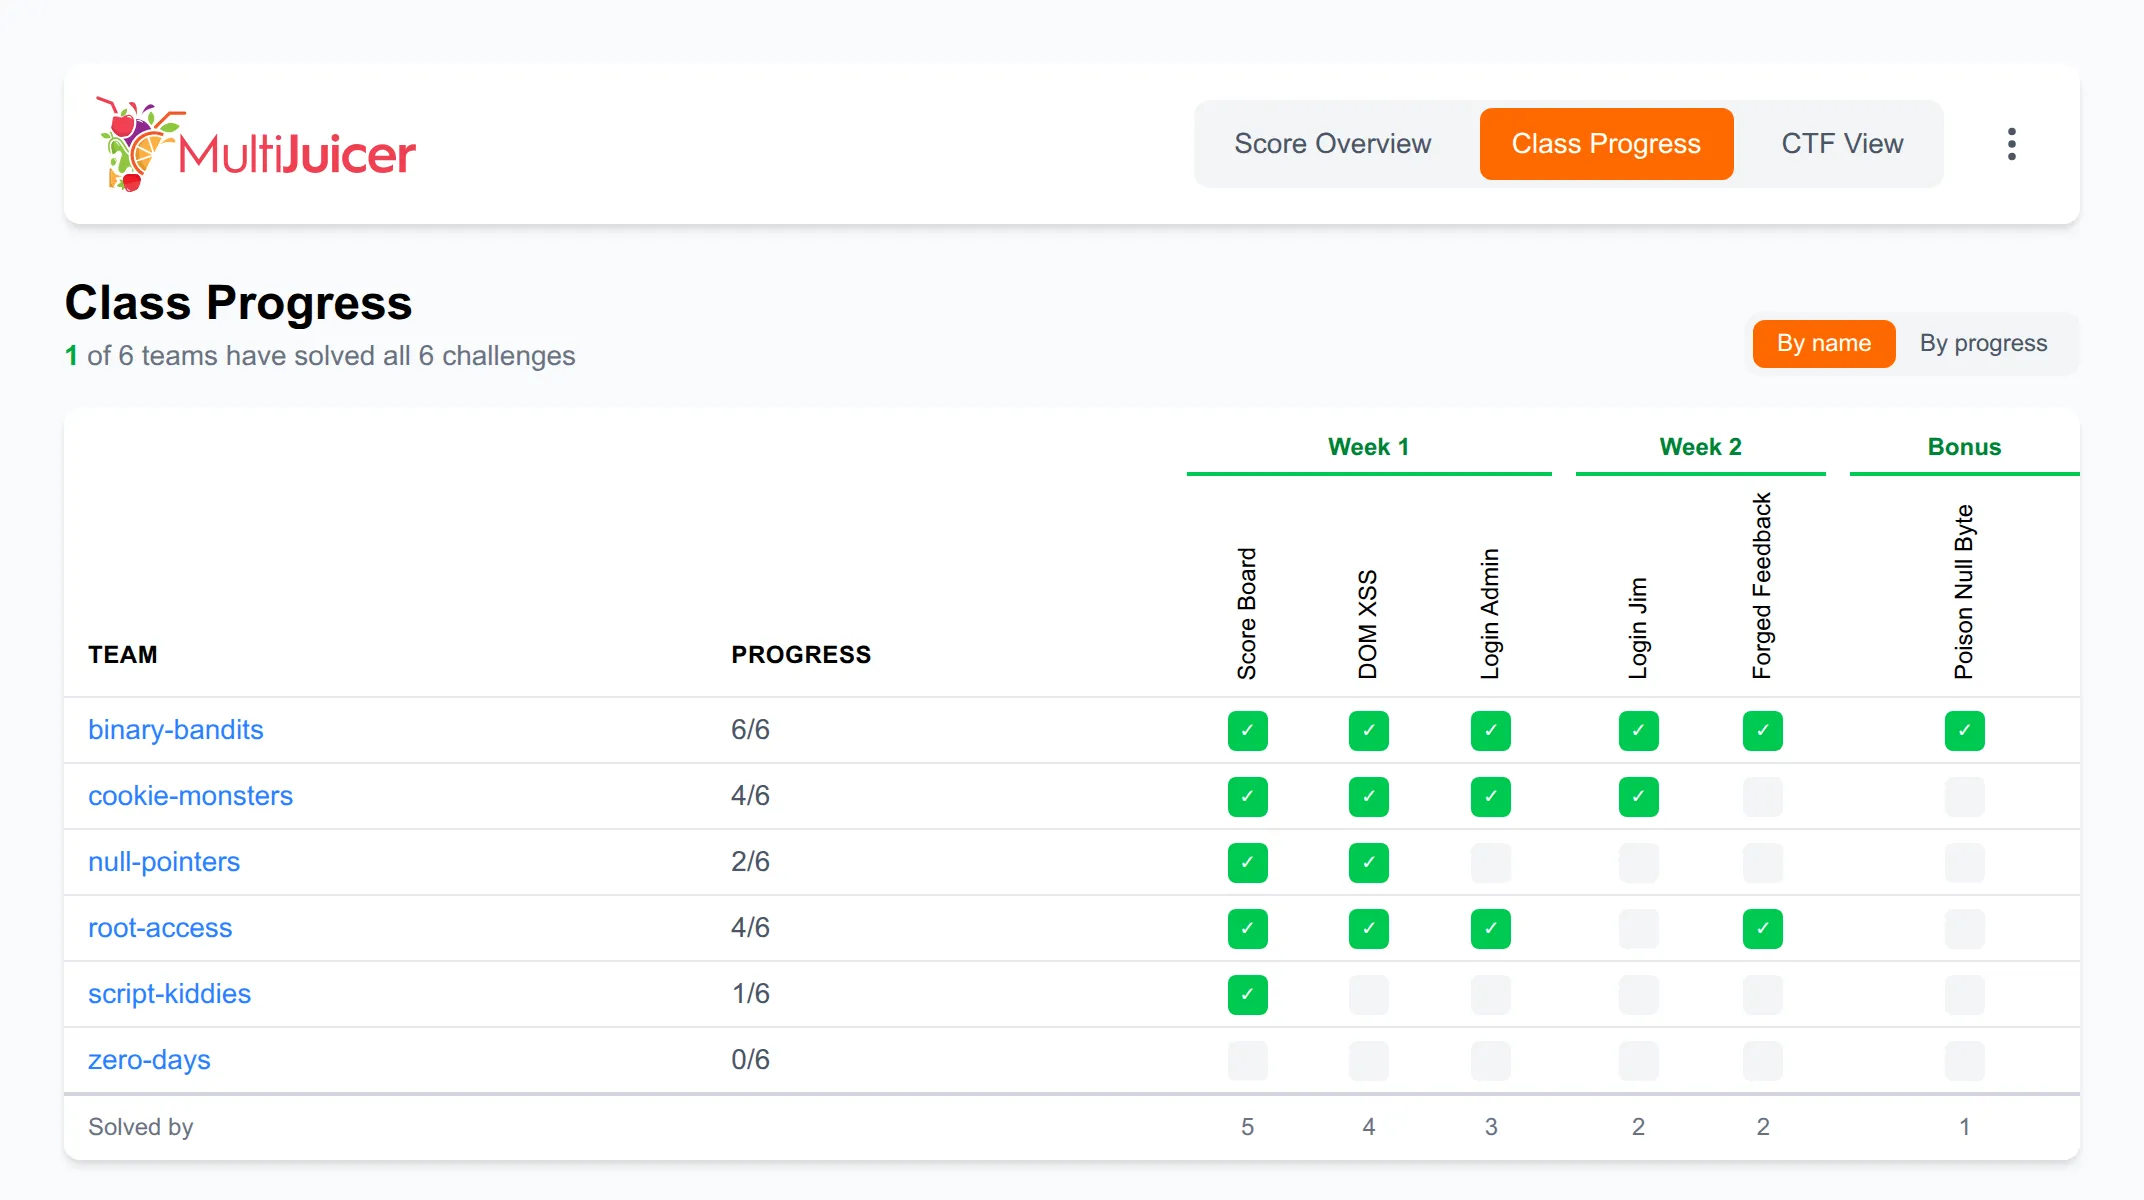 MultiJuicer
Score Overview Class Progress CTF View
Class Progress
1 of 6 teams have solved all 6 challenges
By name By progress
Week 1 Week 2 Bonus
TEAM PROGRESS Score Board DOM XSS Login Admin Login Jim Forged Feedback Poison Null Byte
binary-bandits 6/6 ✓ ✓ ✓ ✓ ✓ ✓
cookie-monsters 4/6 ✓ ✓ ✓ ✓
null-pointers 2/6 ✓ ✓
root-access 4/6 ✓ ✓ ✓ ✓
script-kiddies 1/6 ✓
zero-days 0/6
Solved by 5 4 3 2 2 1